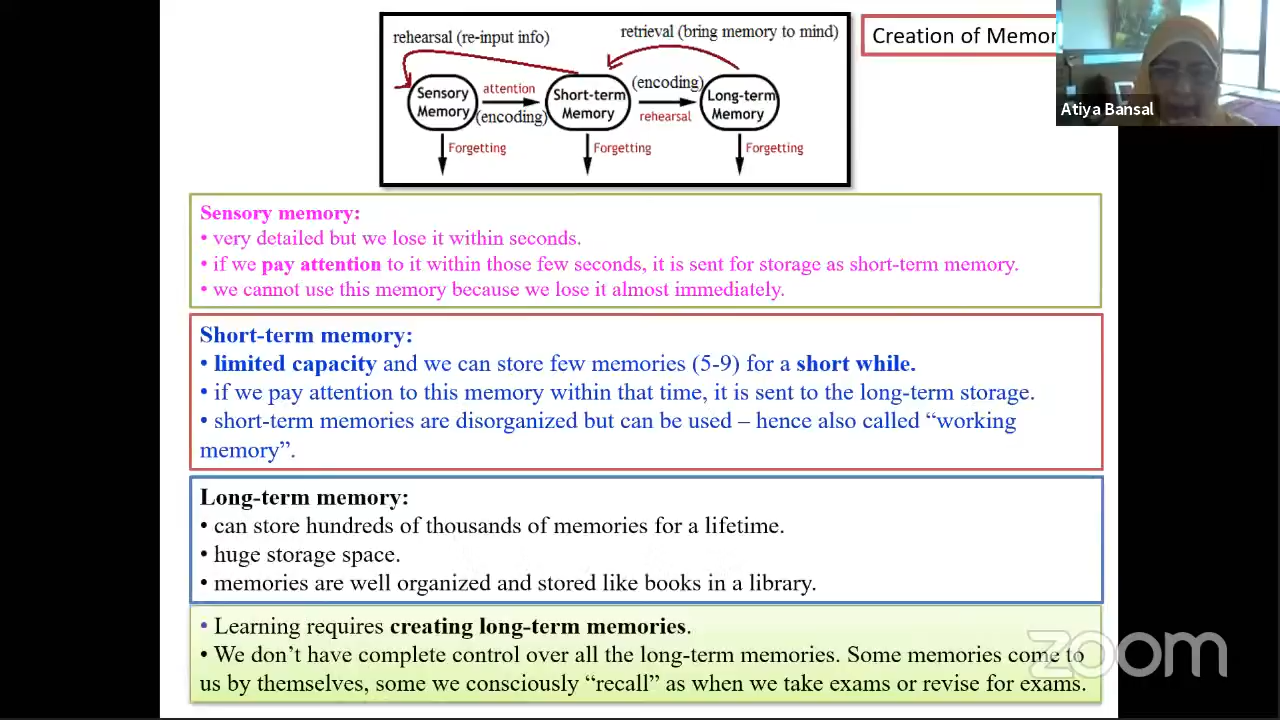 rehearsal (re-input info)
retrieval (bring memory to mind)
Creation of Memor
Sensory
Memory
attention
(encoding)
Short-term
Memory
(encoding)
rehearsal
Long-term
Memory
Forgetting
Forgetting
Forgetting
Atiya Bansal
Sensory memory:
• very detailed but we lose it within seconds.
• if we pay attention to it within those few seconds, it is sent for storage as short-term memory.
• we cannot use this memory because we lose it almost immediately.
Short-term memory:
• limited capacity and we can store few memories (5-9) for a short while.
• if we pay attention to this memory within that time, it is sent to the long-term storage.
• short-term memories are disorganized but can be used – hence also called “working
memory”.
Long-term memory:
• can store hundreds of thousands of memories for a lifetime.
• huge storage space.
• memories are well organized and stored like books in a library.
• Learning requires creating long-term memories.
• We don’t have complete control over all the long-term memories. Some memories come to
us by themselves, some we consciously “recall” as when we take exams or revise for exams.
zoom